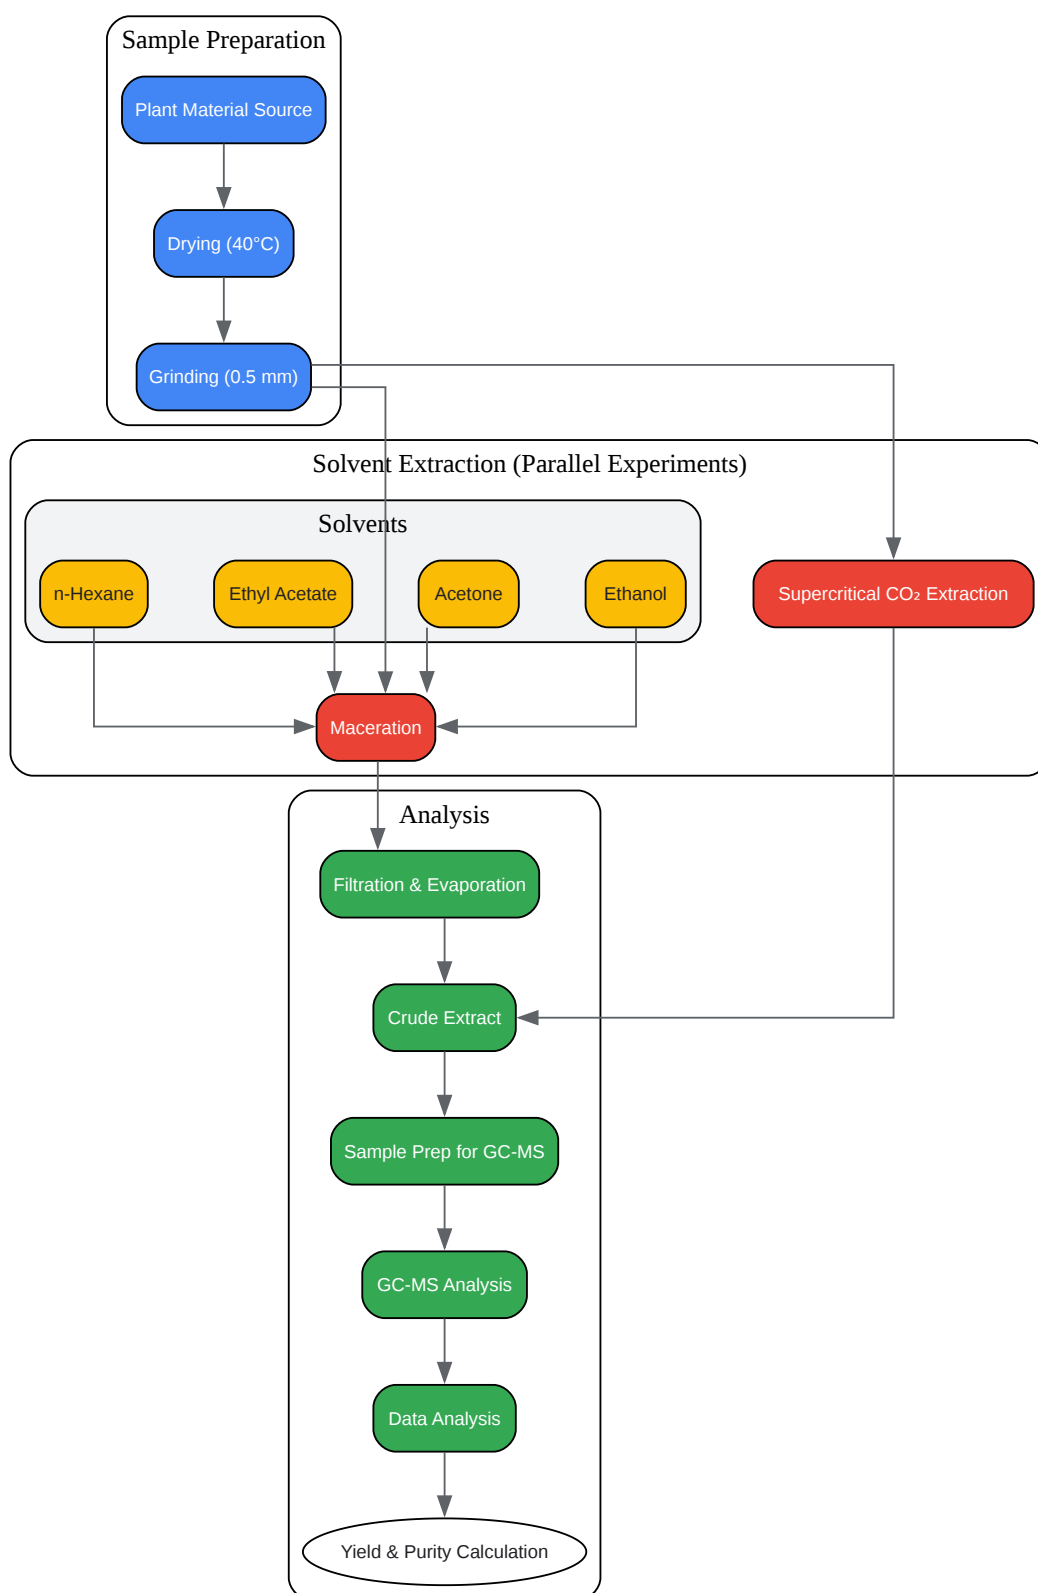 Sample Preparation
Plant Material Source
Drying (40°C)
Grinding (0.5 mm)
Solvent Extraction (Parallel Experiments)
Solvents
n-Hexane
Ethyl Acetate
Acetone
Ethanol
Supercritical CO₂ Extraction
Maceration
Analysis
Filtration & Evaporation
Crude Extract
Sample Prep for GC-MS
GC-MS Analysis
Data Analysis
Yield & Purity Calculation